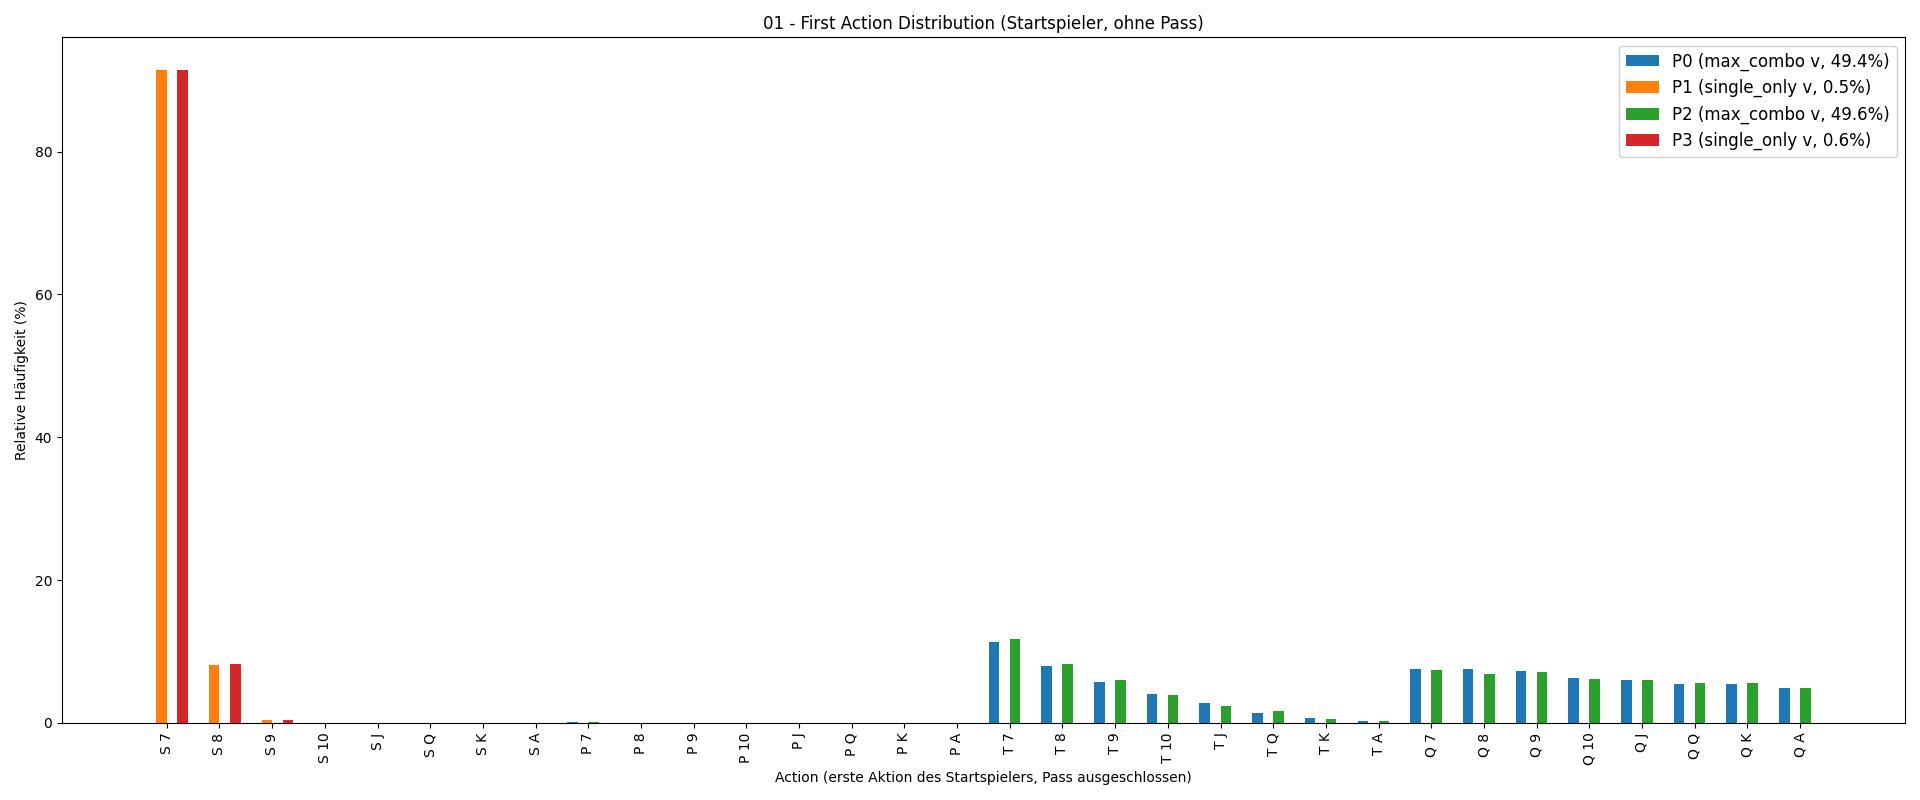 01 - First Action Distribution (Startspieler, ohne Pass)
P0 (max_combo v, 49.4%)
P1 (single_only v, 0.5%)
P2 (max_combo v, 49.6%)
P3 (single_only v, 0.6%)
Relative Häufigkeit (%)
80
60
40
20
0
S 7
S 8
S 9
S 10
S J
S Q
S K
S A
P 7
P 8
P 9
P 10
P J
P Q
P K
P A
T 7
T 8
T 9
T 10
T J
T Q
T K
T A
Q 7
Q 8
Q 9
Q 10
Q J
Q Q
Q K
Q A
Action (erste Aktion des Startspielers, Pass ausgeschlossen)